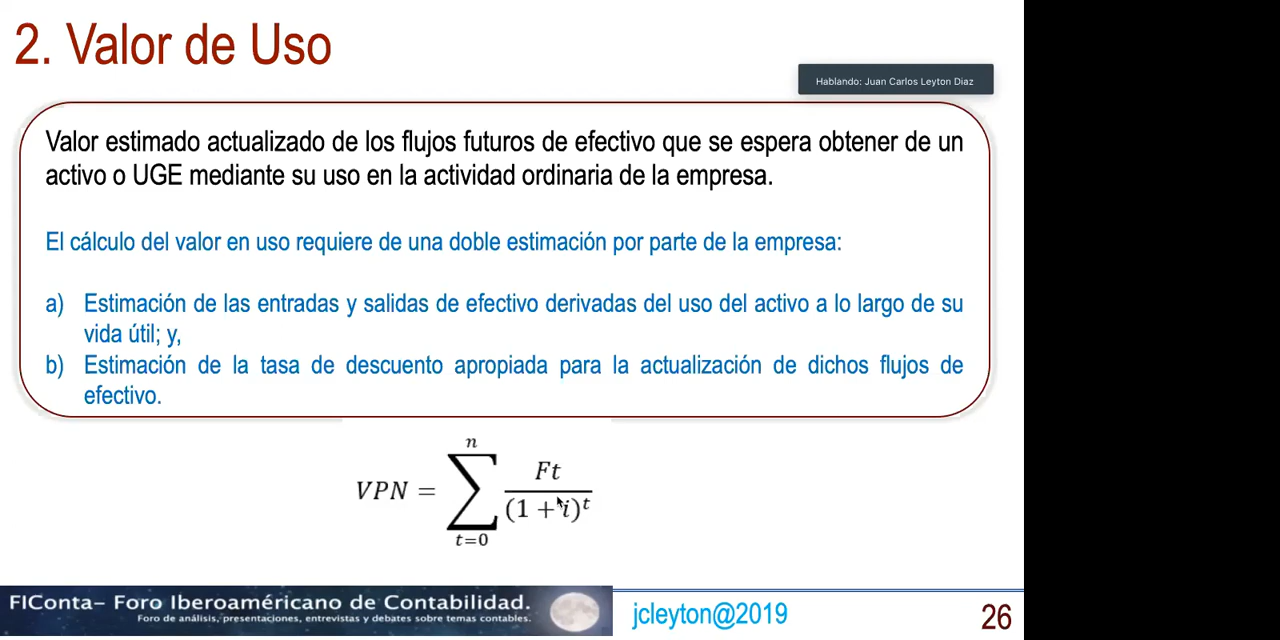 2. Valor de Uso
Hablando: Juan Carlos Leyton Diaz
Valor estimado actualizado de los flujos futuros de efectivo que se espera obtener de un
activo o UGE mediante su uso en la actividad ordinaria de la empresa.
El cálculo del valor en uso requiere de una doble estimación por parte de la empresa:
a) Estimación de las entradas y salidas de efectivo derivadas del uso del activo a lo largo de su
vida útil; y,
b) Estimación de la tasa de descuento apropiada para la actualización de dichos flujos de
efectivo.
n
VPN = ∑ Ft
(1 + i)^t
t=0
FIConta– Foro Iberoaméricano de Contabilidad.
Foro de análisis, presentaciones, entrevistas y debates sobre temas contables.
jcleyton@2019
26